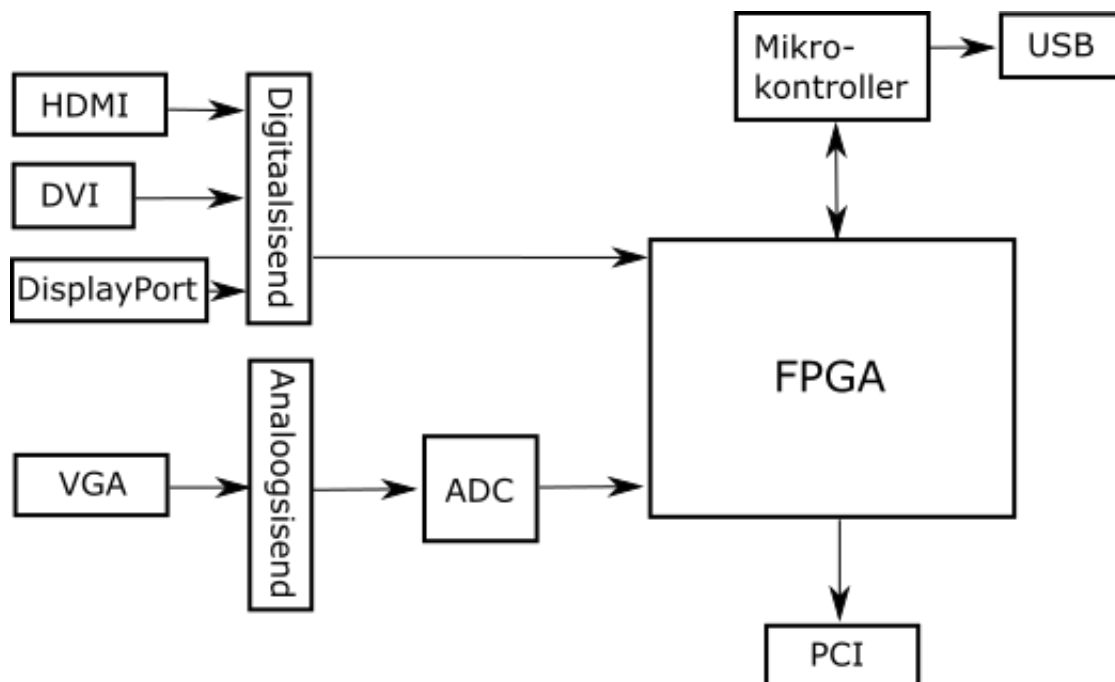 HDMI
DVI
DisplayPort
Digitaalsisend
VGA
Analoogsisend
ADC
FPGA
Mikro-
kontroller
USB
PCI